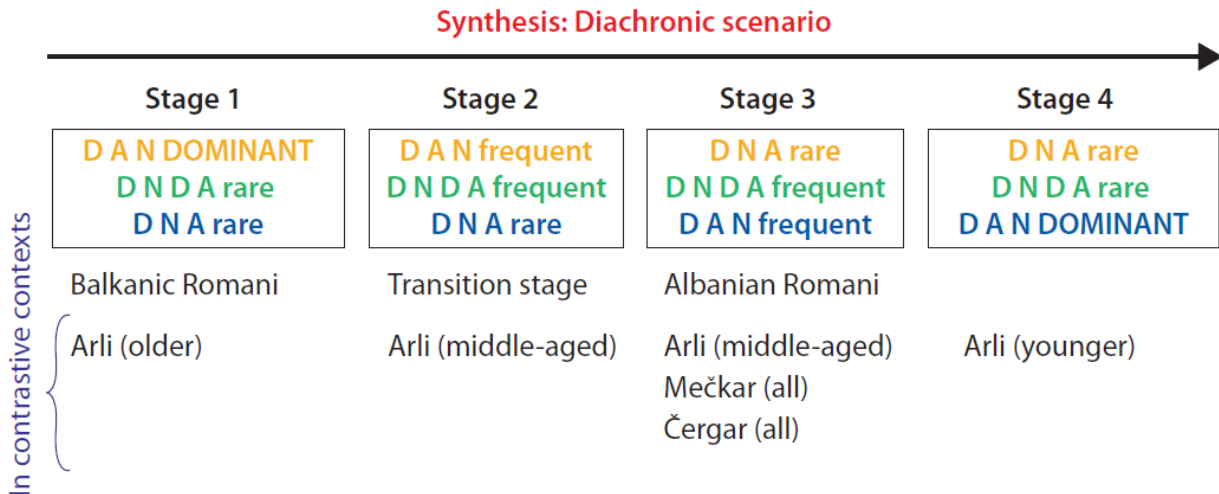 Synthesis: Diachronic scenario
Stage 1 Stage 2 Stage 3 Stage 4
D A N DOMINANT D A N frequent D N A rare D N A rare
D N D A rare D N D A frequent D N D A frequent D N D A rare
D N A rare D N A rare D A N frequent D A N DOMINANT
Balkanic Romani Transition stage Albanian Romani
In contrastive contexts
Arli (older) Arli (middle-aged) Arli (middle-aged) Arli (younger)
Mečkar (all)
Čergar (all)